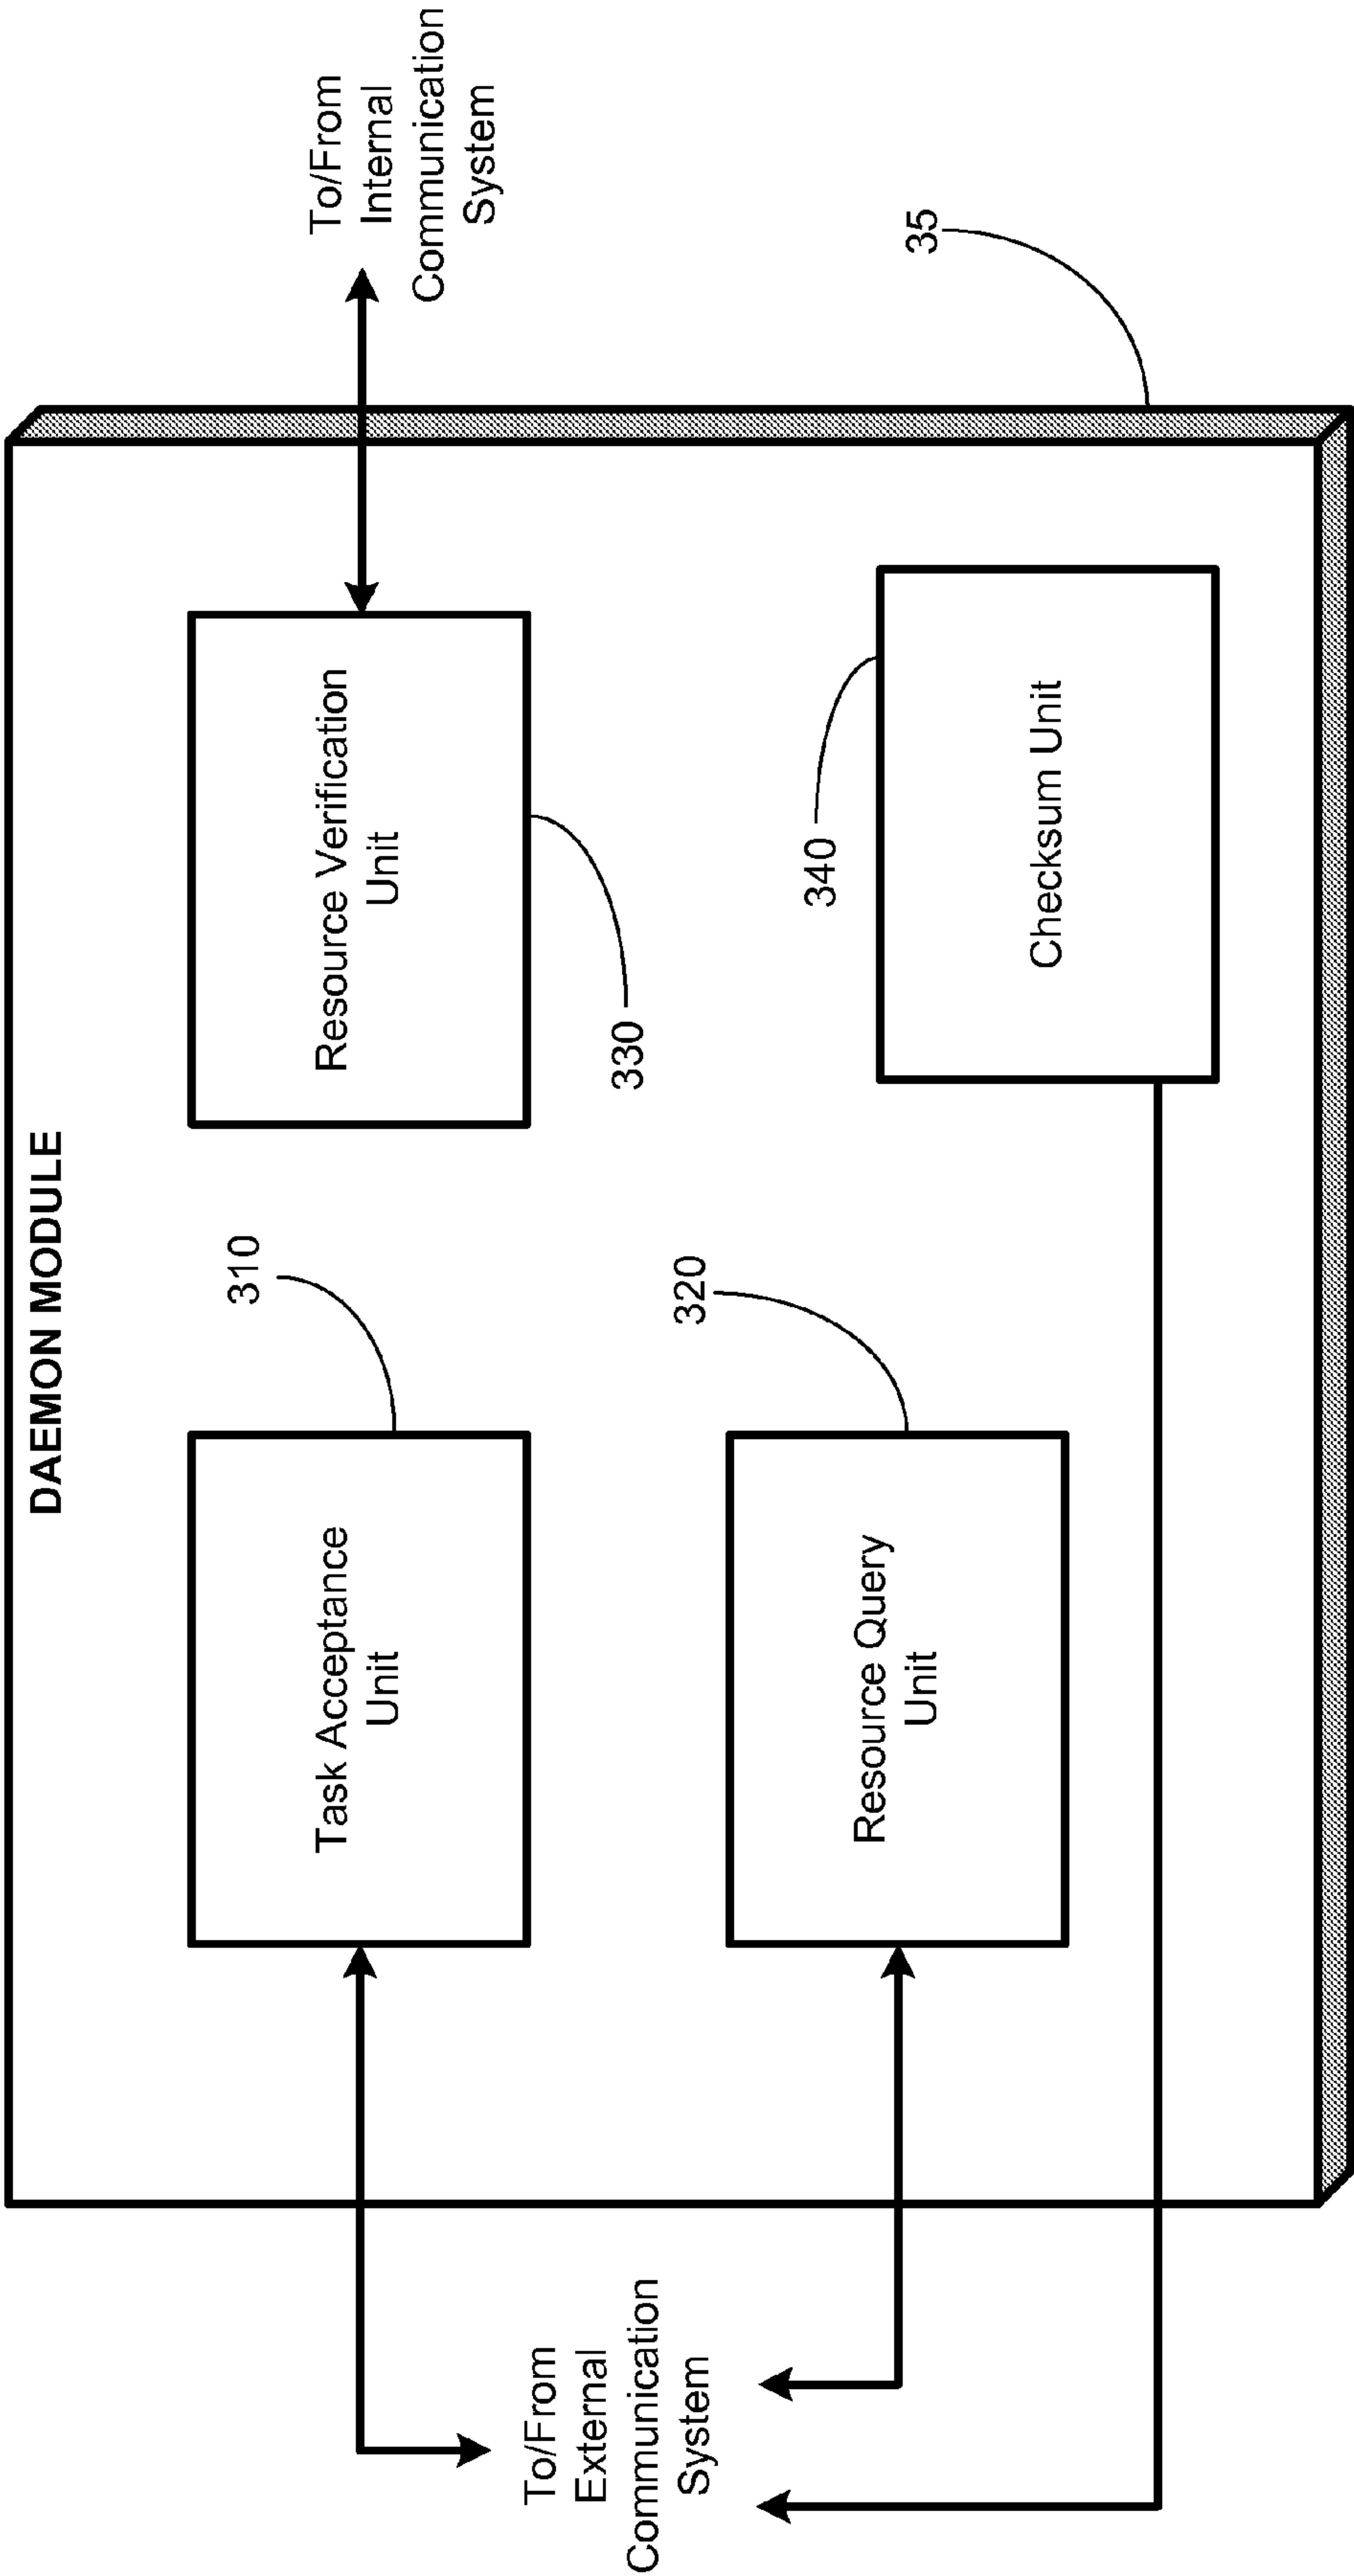 DAEMON MODULE
To/From
External
Communication
System
Task Acceptance
Unit
310
Resource Verification
Unit
330
To/From
Internal
Communication
System
Resource Query
Unit
320
Checksum Unit
340
35